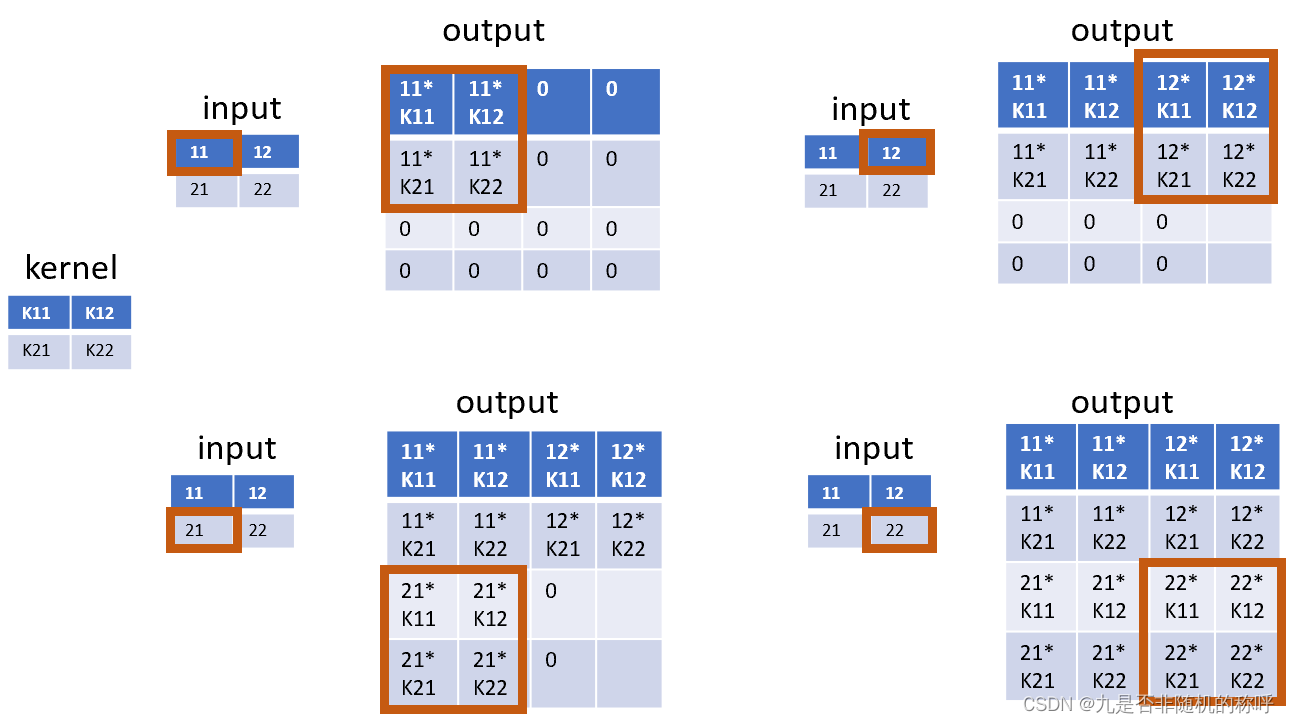 output
output
input
input
11* 11* 0 0
K11 K12
11* 11* 12* 12*
K11 K12 K11 K12
11 12
11 12
21 22
21 22
11* 11* 0 0
K21 K22
11* 11* 12* 12*
K21 K22 K21 K22
0 0 0 0
0 0 0
0 0 0 0
0 0 0
kernel
K11 K12
K21 K22
output
output
input
input
11* 11* 12* 12*
K11 K12 K11 K12
11* 11* 12* 12*
K11 K12 K11 K12
11 12
11 12
21 22
21 22
11* 11* 12* 12*
K21 K22 K21 K22
11* 11* 12* 12*
K21 K22 K21 K22
21* 21* 0
K11 K12
21* 21* 22* 22*
K11 K12 K11 K12
21* 21* 0
K21 K22
21* 21* 22* 22*
K21 K22 K21 K22
CSDN @九是否非随机的称呼